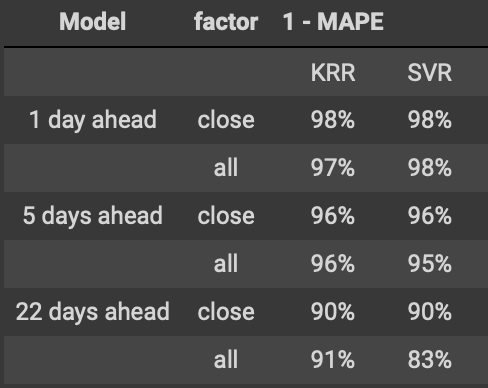 Model factor 1 - MAPE
KRR SVR
1 day ahead close 98% 98%
all 97% 98%
5 days ahead close 96% 96%
all 96% 95%
22 days ahead close 90% 90%
all 91% 83%